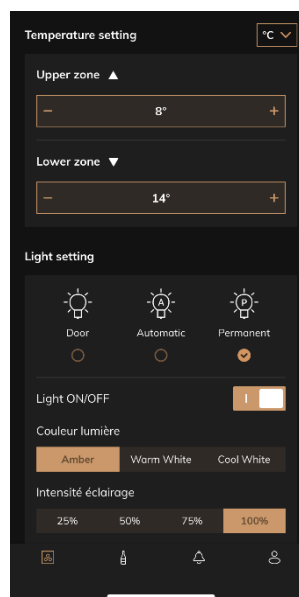 Temperature setting °C
Upper zone ▲
− 8° +
Lower zone ▼
− 14° +
Light setting
A P
Door Automatic Permanent
Light ON/OFF I
Couleur lumière
Amber Warm White Cool White
Intensité éclairage
25% 50% 75% 100%